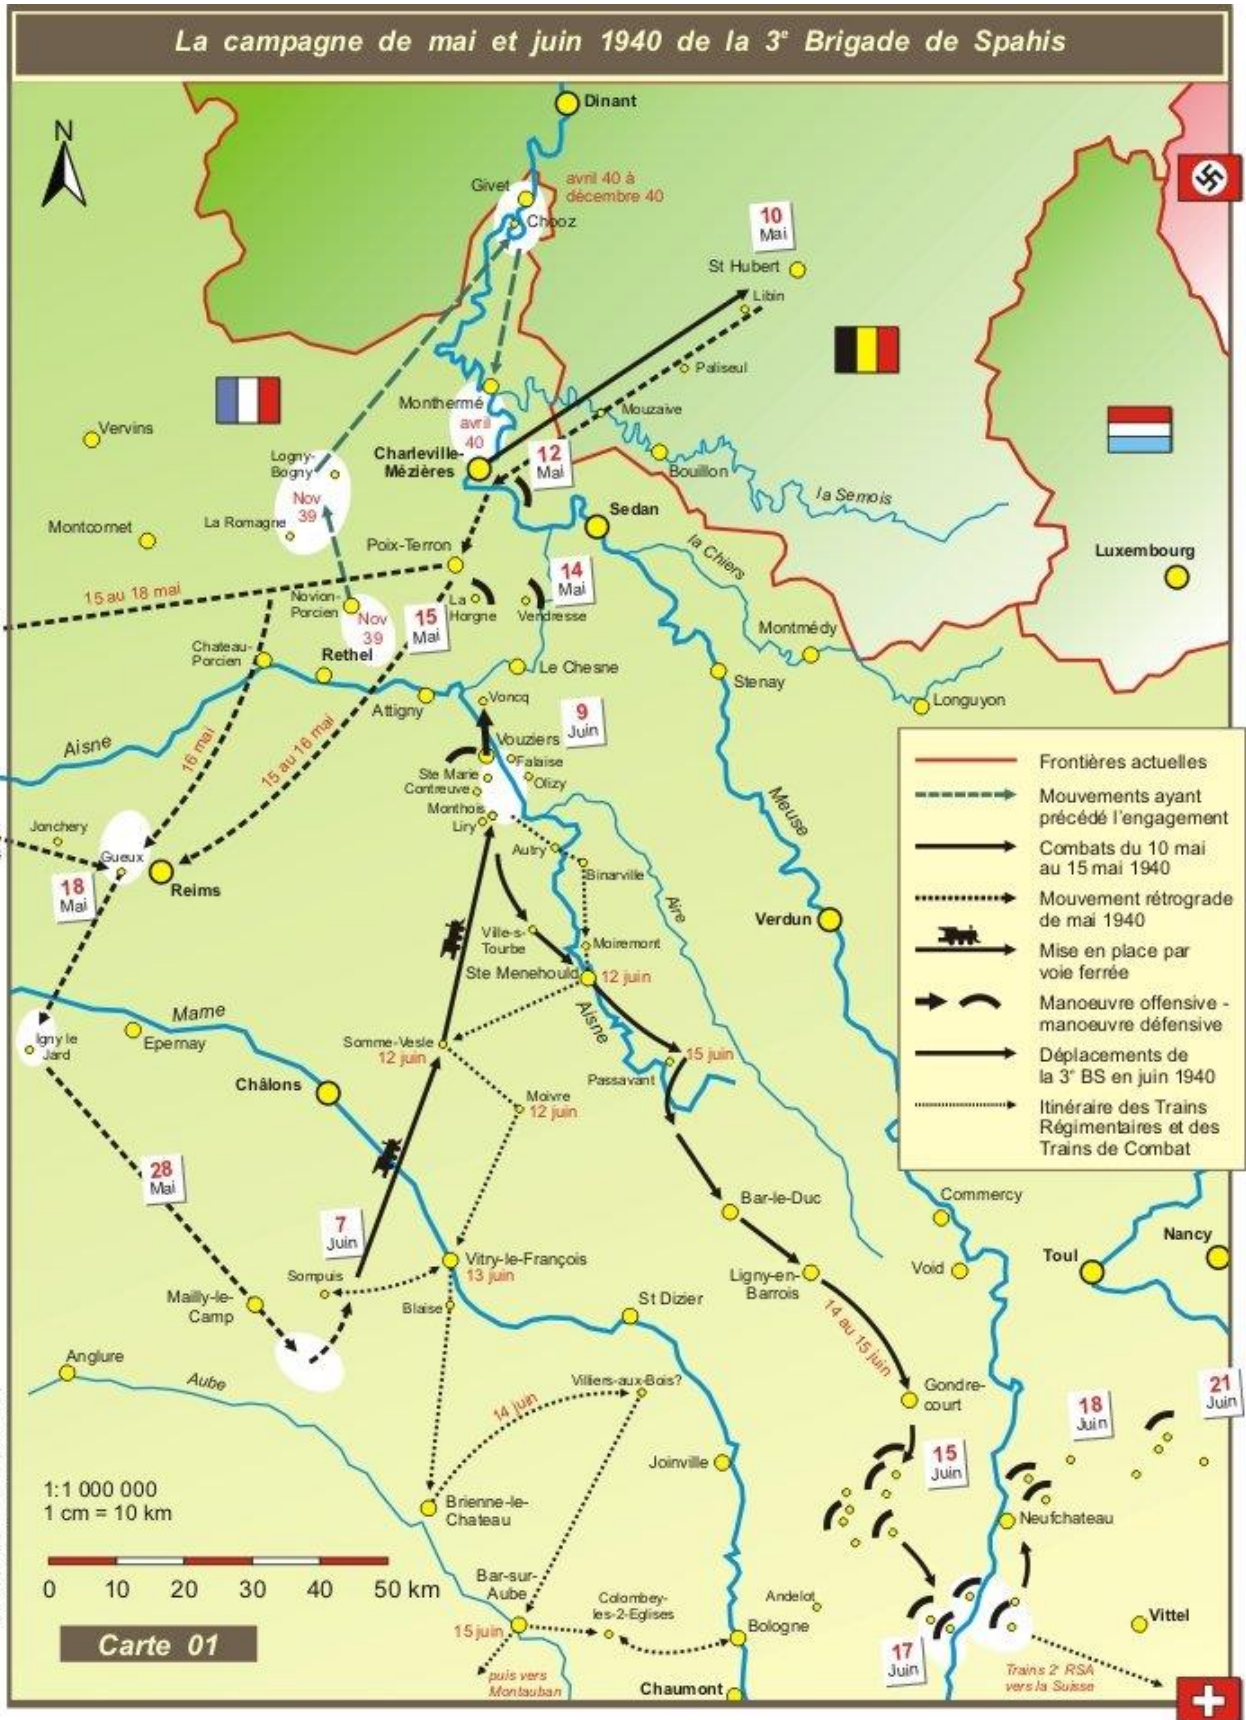 La campagne de mai et juin 1940 de la 3e Brigade de Spahis
Dinant
N
Givet
avril 40 à
décembre 40
Chooz
10
Mai
St Hubert
Libin
Paliseul
Monthermé
avril
40
Mouzaive
Vervins
Charleville-
Mézières
12
Mai
Logny-
Bogny
Bouillon
la Semois
Nov
39
La Romagne
Sedan
Montcornet
Poix-Terron
la Chiers
Luxembourg
15 au 18 mai
14
Mai
Novion-
Porcien
Nov
39
15
Mai
La
Horgne
Vendresse
Montmédy
Chateau-
Porcien
Rethel
Le Chesne
Stenay
Attigny
Voncq
Longuyon
9
Juin
Aisne
16 mai
15 au 16 mai
Vouziers
Falaise
Ste Marie
Olizy
Contreuve
Monthois
Liry
Meuse
Jonchery
Gueux
Autry
Binarville
18
Mai
Reims
Aire
Verdun
Ville-s-
Tourbe
Moiremont
Ste Menehould
12 juin
Marne
Aisne
Igny le
Jard
Epernay
Somme-Vesle
12 juin
15 juin
Passavant
Châlons
Moivre
12 juin
Frontières actuelles
Mouvements ayant
précédé l'engagement
Combats du 10 mai
au 15 mai 1940
Mouvement rétrograde
de mai 1940
Mise en place par
voie ferrée
Manoeuvre offensive -
manoeuvre défensive
Déplacements de
la 3e BS en juin 1940
Itinéraire des Trains
Régimentaires et des
Trains de Combat
28
Mai
Bar-le-Duc
Commercy
7
Juin
Nancy
Toul
Vitry-le-François
13 juin
Void
Sompuis
Ligny-en-
Barrois
Mailly-le-
Camp
Blaise
St Dizier
14 au 15 juin
Anglure
Aube
Villiers-aux-Bois?
Gondre-
court
14 juin
18
Juin
21
Juin
Joinville
15
Juin
1:1 000 000
1 cm = 10 km
Brienne-le-
Chateau
Neufchateau
0 10 20 30 40 50 km
Bar-sur-
Aube
Colombey-
les-2-Eglises
Andelot
15 juin
Bologne
Vittel
Carte 01
17
Juin
puis vers
Montauban
Trains 2e RSA
vers la Suisse
Chaumont